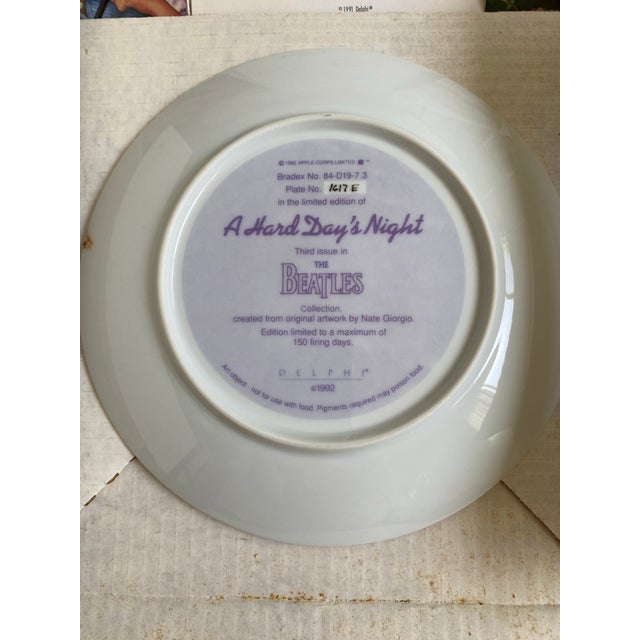 © 1991 Delphi®
©1992 APPLE CORPS LIMITED ™
Bradex No. 84-D19-7.3
Plate No. 1617 E
in the limited edition of
A Hard Day's Night
Third issue in
THE
BEATLES
Collection,
created from original artwork by Nate Giorgio.
Edition limited to a maximum of
150 firing days.
DELPHI®
©1992
Art object - not for use with food. Pigments required may poison food.